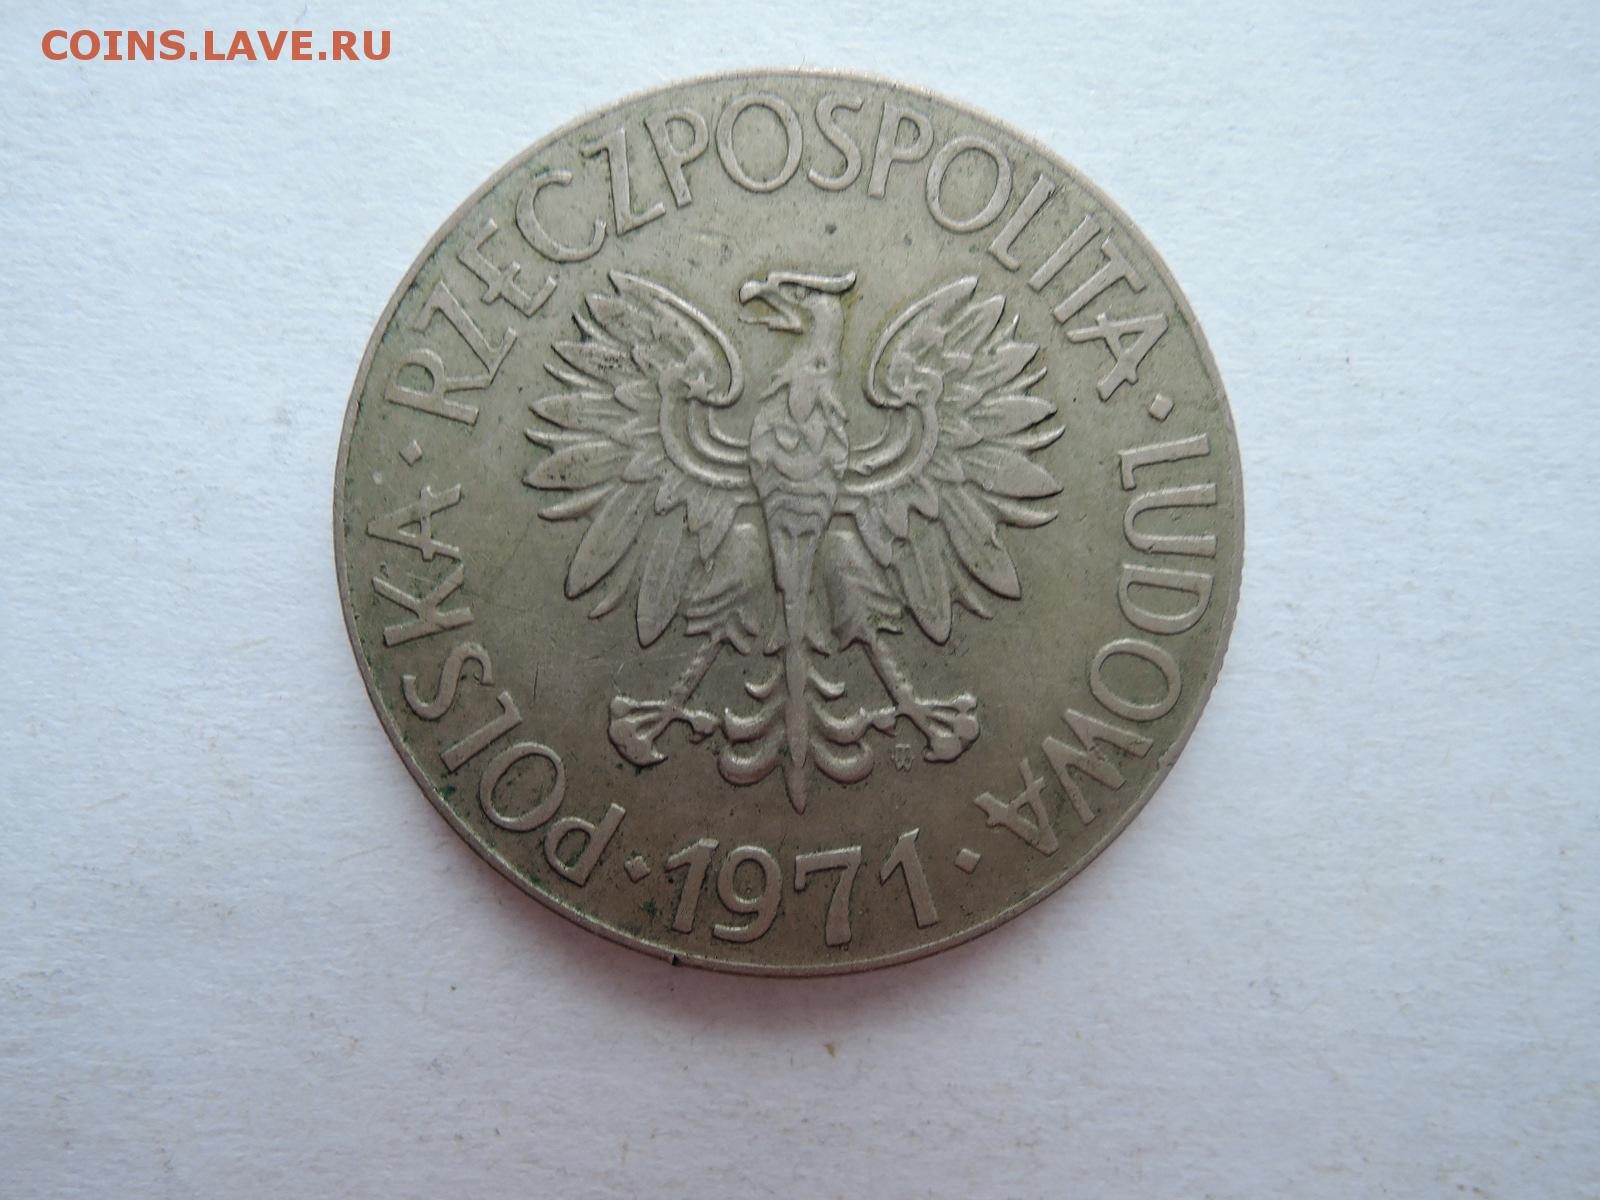 COINS.LAVE.RU
POLSKA · RZECZPOSPOLITA · LUDOWA
· 1971 ·